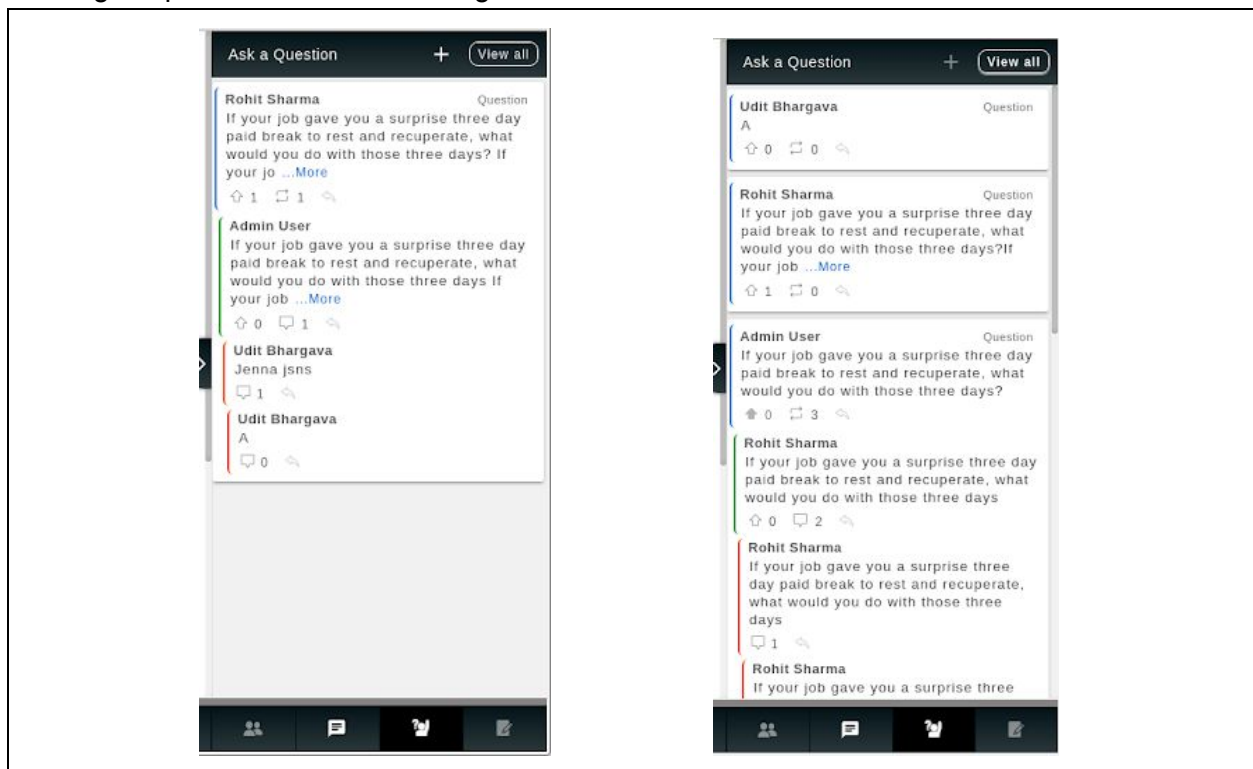 Ask a Question + View all
Rohit Sharma Question
If your job gave you a surprise three day
paid break to rest and recuperate, what
would you do with those three days? If
your jo ...More
1 1
Admin User
If your job gave you a surprise three day
paid break to rest and recuperate, what
would you do with those three days If
your job ...More
0 1
Udit Bhargava
Jenna jsns
1
Udit Bhargava
A
0
Ask a Question + View all
Udit Bhargava Question
A
0 0
Rohit Sharma Question
If your job gave you a surprise three day
paid break to rest and recuperate, what
would you do with those three days?If
your job ...More
1 0
Admin User Question
If your job gave you a surprise three day
paid break to rest and recuperate, what
would you do with those three days?
0 3
Rohit Sharma
If your job gave you a surprise three day
paid break to rest and recuperate, what
would you do with those three days
0 2
Rohit Sharma
If your job gave you a surprise three
day paid break to rest and recuperate,
what would you do with those three
days
1
Rohit Sharma
If your job gave you a surprise three